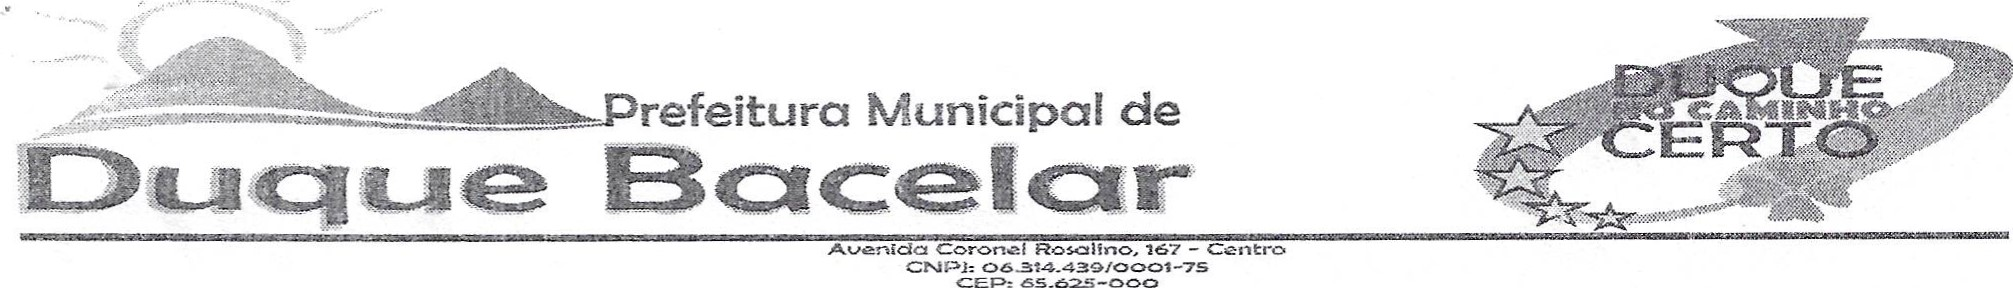 Prefeitura Municipal de
Duque Bacelar
DUQUE
NO CAMINHO
CERTO
Avenida Coronel Rosalino, 167 - Centro
CNPJ: 06.314.439/0001-75
CEP: 65.625-000